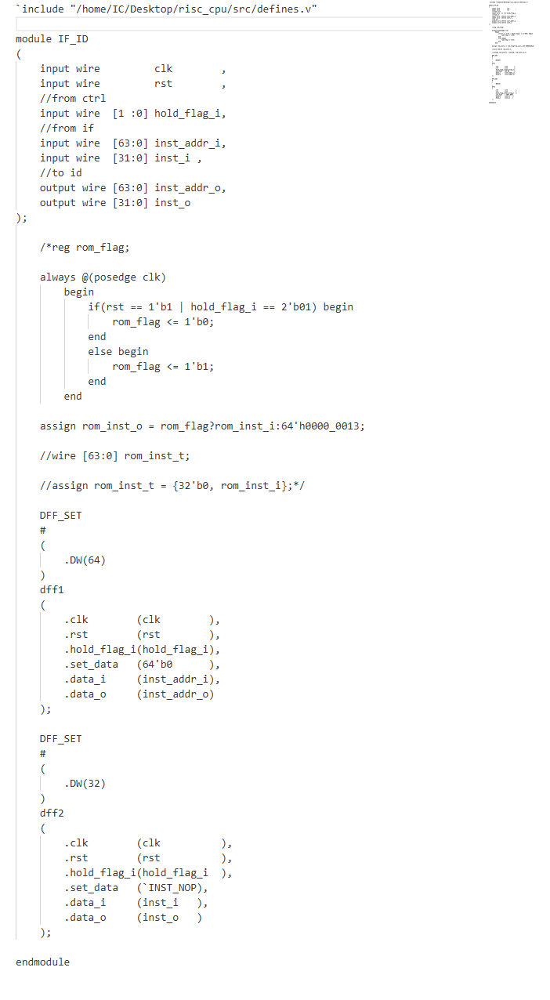 `include "/home/IC/Desktop/risc_cpu/src/defines.v"
module IF_ID
(
    input wire         clk        ,
    input wire         rst        ,
    //from ctrl
    input wire  [1 :0] hold_flag_i,
    //from if
    input wire  [63:0] inst_addr_i,
    input wire  [31:0] inst_i ,
    //to id
    output wire [63:0] inst_addr_o,
    output wire [31:0] inst_o
);
    /*reg rom_flag;
    always @(posedge clk)
        begin
            if(rst == 1'b1 | hold_flag_i == 2'b01) begin
                rom_flag <= 1'b0;
            end
            else begin
                rom_flag <= 1'b1;
            end
        end
    assign rom_inst_o = rom_flag?rom_inst_i:64'h0000_0013;
    //wire [63:0] rom_inst_t;
    //assign rom_inst_t = {32'b0, rom_inst_i};*/
    DFF_SET
    #
    (
        .DW(64)
    )
    dff1
    (
        .clk        (clk        ),
        .rst        (rst        ),
        .hold_flag_i(hold_flag_i),
        .set_data   (64'b0      ),
        .data_i     (inst_addr_i),
        .data_o     (inst_addr_o)
    );
    DFF_SET
    #
    (
        .DW(32)
    )
    dff2
    (
        .clk        (clk          ),
        .rst        (rst          ),
        .hold_flag_i(hold_flag_i  ),
        .set_data   (`INST_NOP),
        .data_i     (inst_i   ),
        .data_o     (inst_o   )
    );
endmodule